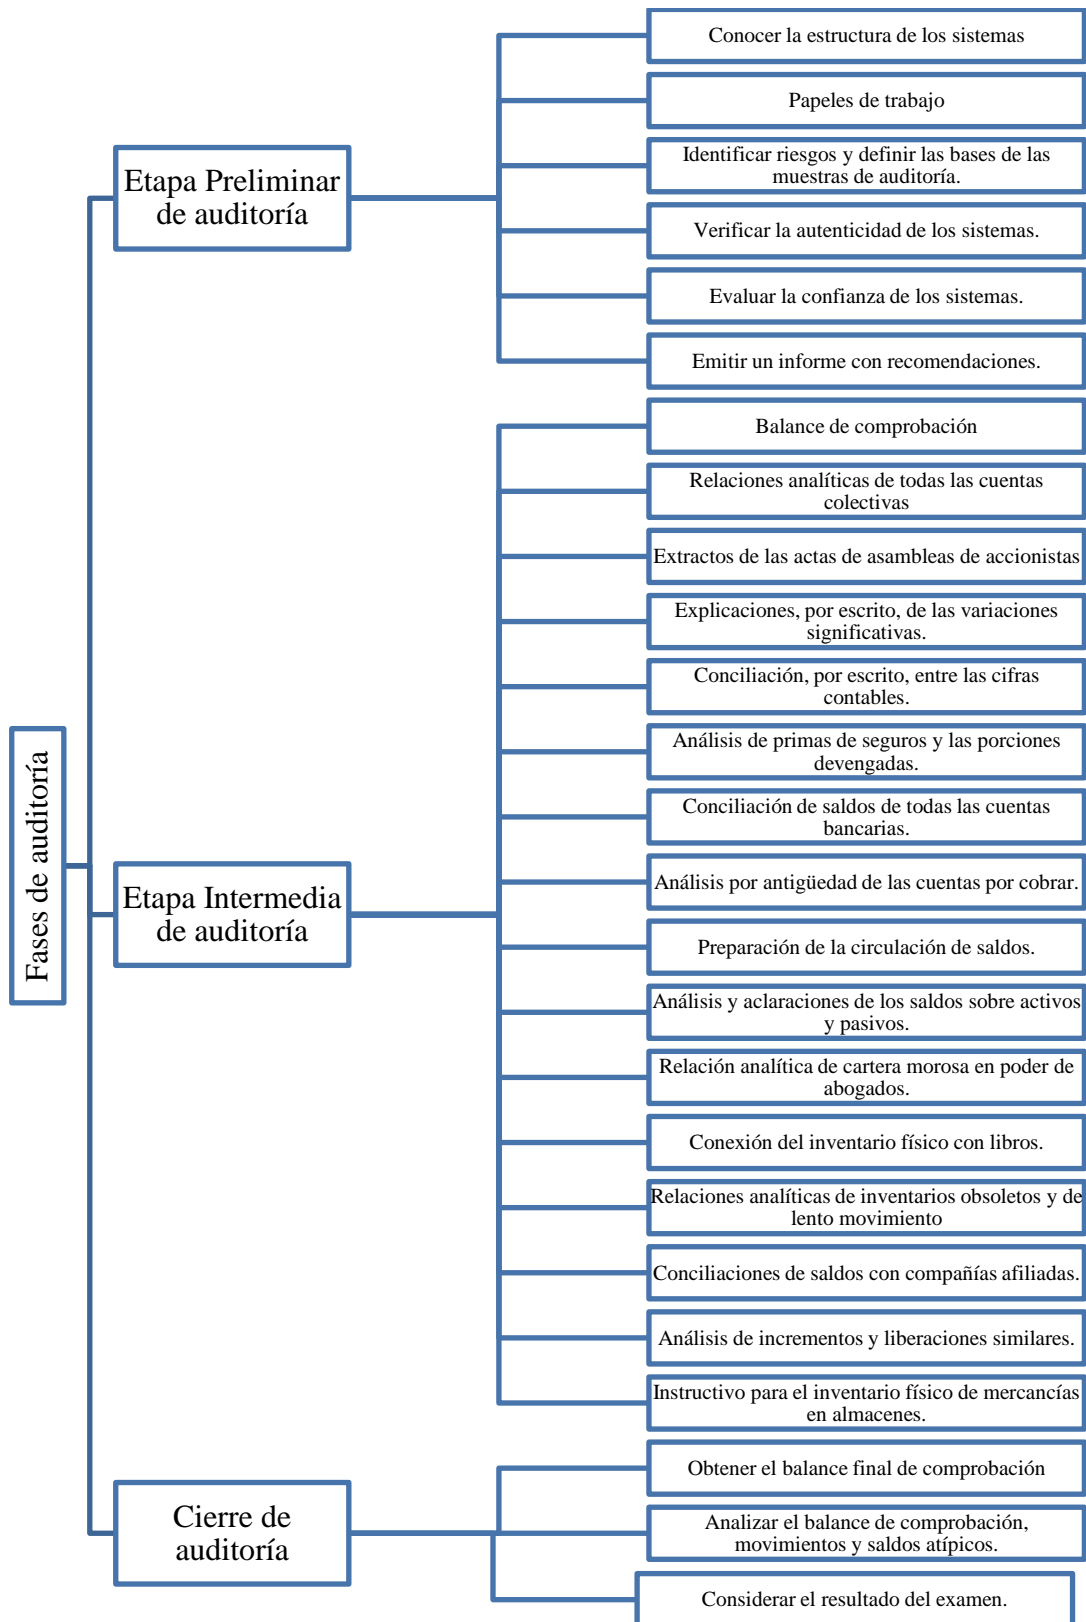 Fases de auditoría
Etapa Preliminar
de auditoría
Conocer la estructura de los sistemas
Papeles de trabajo
Identificar riesgos y definir las bases de las
muestras de auditoría.
Verificar la autenticidad de los sistemas.
Evaluar la confianza de los sistemas.
Emitir un informe con recomendaciones.
Etapa Intermedia
de auditoría
Balance de comprobación
Relaciones analíticas de todas las cuentas
colectivas
Extractos de las actas de asambleas de accionistas
Explicaciones, por escrito, de las variaciones
significativas.
Conciliación, por escrito, entre las cifras
contables.
Análisis de primas de seguros y las porciones
devengadas.
Conciliación de saldos de todas las cuentas
bancarias.
Análisis por antigüedad de las cuentas por cobrar.
Preparación de la circulación de saldos.
Análisis y aclaraciones de los saldos sobre activos
y pasivos.
Relación analítica de cartera morosa en poder de
abogados.
Conexión del inventario físico con libros.
Relaciones analíticas de inventarios obsoletos y de
lento movimiento
Conciliaciones de saldos con compañías afiliadas.
Análisis de incrementos y liberaciones similares.
Instructivo para el inventario físico de mercancías
en almacenes.
Cierre de
auditoría
Obtener el balance final de comprobación
Analizar el balance de comprobación,
movimientos y saldos atípicos.
Considerar el resultado del examen.